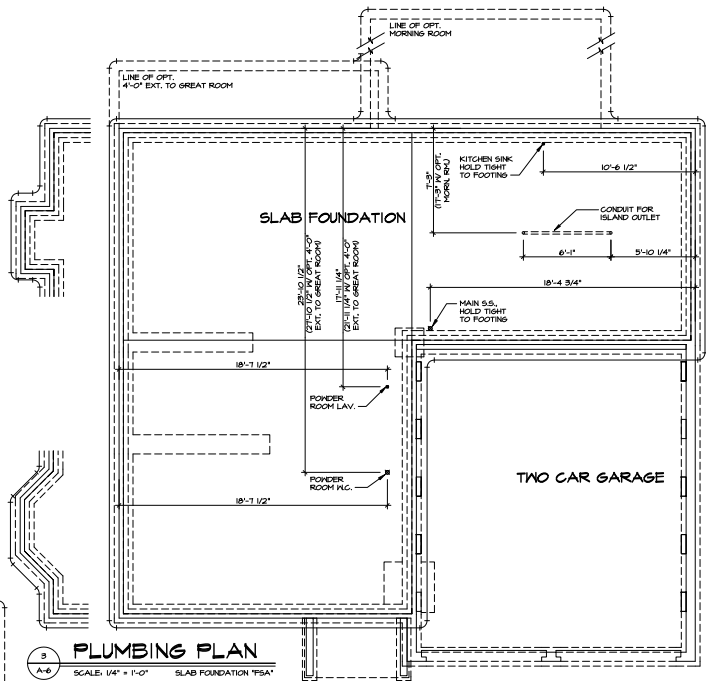 LINE OF OPT.
MORNING ROOM
LINE OF OPT.
4'-0" EXT. TO GREAT ROOM
KITCHEN SINK
HOLD TIGHT
TO FOOTING
10'-6 1/2"
7'-3"
(17'-3" W/ OPT.
MORN. RM.)
SLAB FOUNDATION
CONDUIT FOR
ISLAND OUTLET
6'-1"
5'-10 1/4"
23'-10 1/2"
(27'-10 1/2" W/ OPT. 4'-0"
EXT. TO GREAT ROOM)
17'-11 1/4"
(21'-11 1/4" W/ OPT. 4'-0"
EXT. TO GREAT ROOM)
18'-4 3/4"
MAIN S.S.,
HOLD TIGHT
TO FOOTING
18'-7 1/2"
POWDER
ROOM LAV.
TWO CAR GARAGE
POWDER
ROOM W.C.
18'-7 1/2"
3
A-6
PLUMBING PLAN
SCALE: 1/4" = 1'-0" SLAB FOUNDATION "FSA"